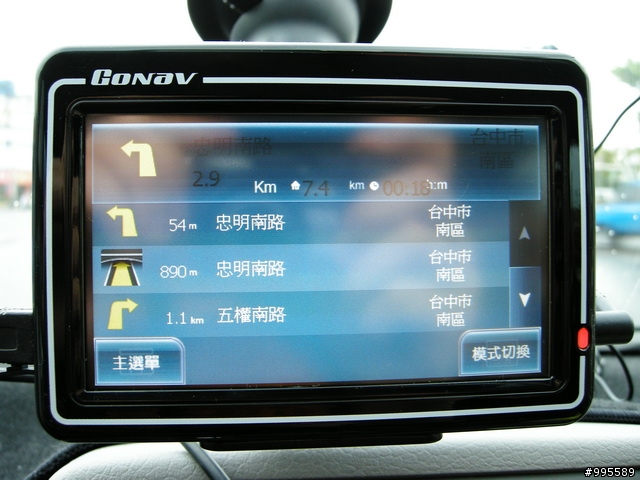 GONAV
忠明南路
台中市
南區
2.9 Km 7.4 km 00:18 h:m
54 m 忠明南路
台中市
南區
890 m 忠明南路
台中市
南區
1.1 km 五權南路
台中市
南區
主選單
模式切換
#995589